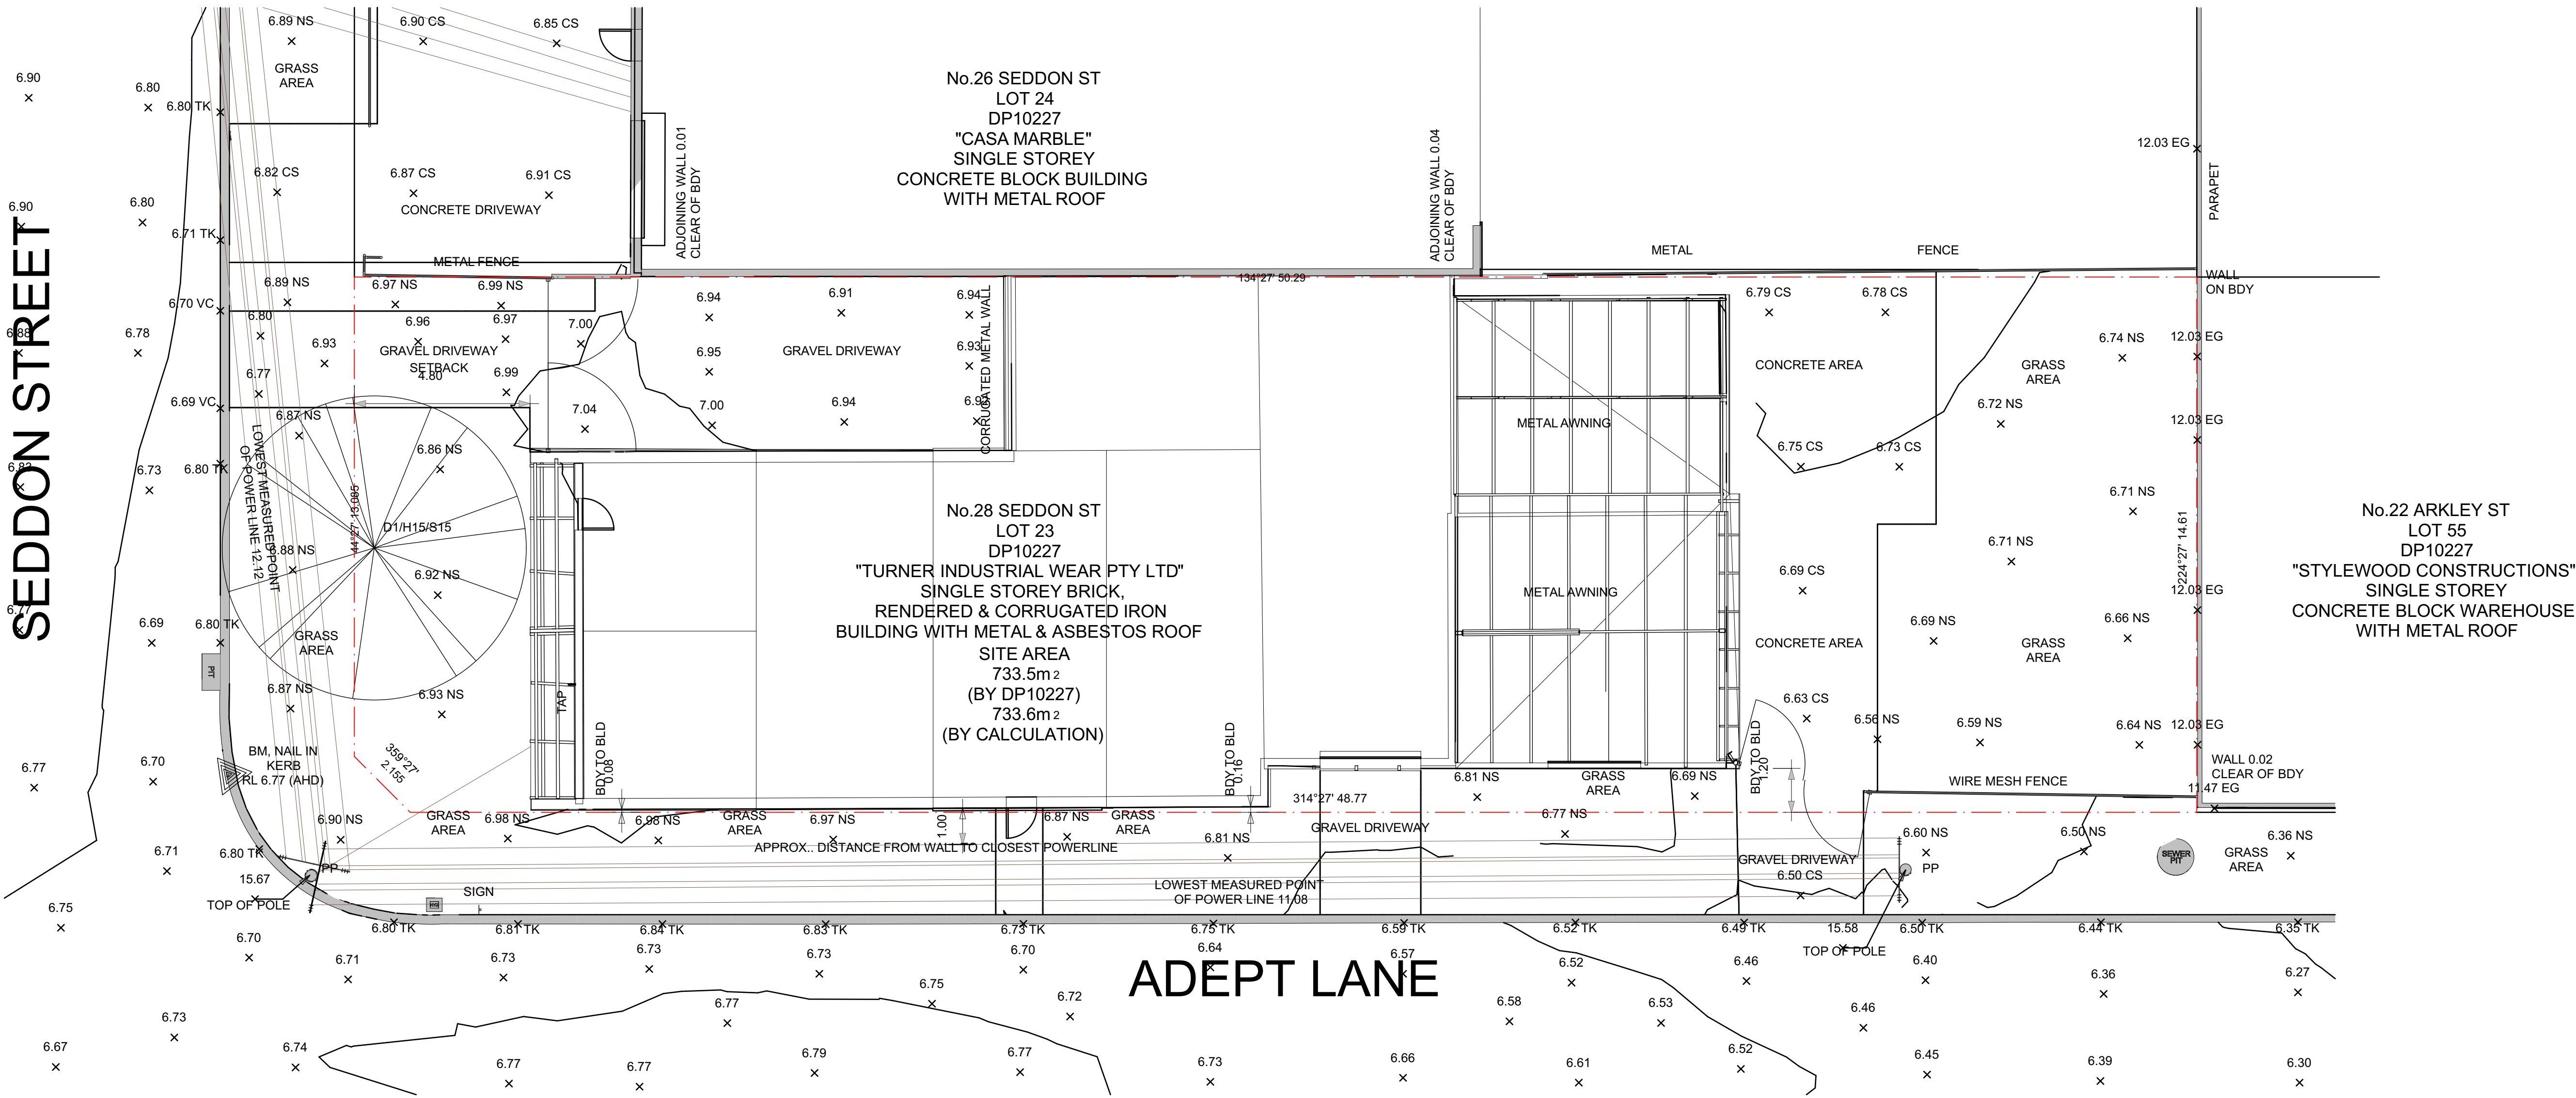 6.89 NS
6.90 CS
6.85 CS
GRASS
AREA
6.90
6.80
6.80 TK
No.26 SEDDON ST
LOT 24
DP10227
"CASA MARBLE"
SINGLE STOREY
CONCRETE BLOCK BUILDING
WITH METAL ROOF
ADJOINING WALL 0.01
CLEAR OF BDY
ADJOINING WALL 0.04
CLEAR OF BDY
12.03 EG
PARAPET
6.82 CS
6.87 CS
6.91 CS
CONCRETE DRIVEWAY
6.90
6.80
6.71 TK
SEDDON STREET
METAL FENCE
METAL
FENCE
134°27' 50.29
WALL
ON BDY
6.89 NS
6.97 NS
6.99 NS
6.70 VC
6.94
6.91
6.94
6.79 CS
6.78 CS
6.80
6.96
6.97
7.00
6.88
6.78
6.93
GRAVEL DRIVEWAY
SETBACK
4.80
6.95
GRAVEL DRIVEWAY
6.93
CORRUGATED METAL WALL
CONCRETE AREA
GRASS
AREA
6.74 NS
12.03 EG
6.77
6.99
6.69 VC
6.87 NS
7.04
7.00
6.94
6.92
METAL AWNING
6.72 NS
12.03 EG
6.86 NS
6.75 CS
6.73 CS
6.83
6.73
6.80 TK
LOWEST MEASURED POINT
OF POWER LINE 12.12
44°27' 13.085
D1/H15/S15
No.28 SEDDON ST
LOT 23
DP10227
"TURNER INDUSTRIAL WEAR PTY LTD"
SINGLE STOREY BRICK,
RENDERED & CORRUGATED IRON
BUILDING WITH METAL & ASBESTOS ROOF
SITE AREA
733.5m2
(BY DP10227)
733.6m2
(BY CALCULATION)
6.71 NS
224°27' 14.61
No.22 ARKLEY ST
LOT 55
DP10227
"STYLEWOOD CONSTRUCTIONS"
SINGLE STOREY
CONCRETE BLOCK WAREHOUSE
WITH METAL ROOF
6.88 NS
6.92 NS
6.71 NS
6.69 CS
METAL AWNING
12.03 EG
6.77
6.69
6.80 TK
GRASS
AREA
6.69 NS
6.66 NS
CONCRETE AREA
GRASS
AREA
PIT
6.87 NS
6.93 NS
TAP
6.63 CS
6.56 NS
6.59 NS
6.64 NS
12.03 EG
BDY TO BLD
0.08
BDY TO BLD
0.16
BDY TO BLD
1.20
359°27'
2.155
BM, NAIL IN
KERB
RL 6.77 (AHD)
6.77
6.70
6.81 NS
GRASS
AREA
6.69 NS
WIRE MESH FENCE
WALL 0.02
CLEAR OF BDY
11.47 EG
314°27' 48.77
6.90 NS
GRASS
AREA
6.98 NS
6.98 NS
GRASS
AREA
6.97 NS
1.00
6.87 NS
GRASS
AREA
6.81 NS
GRAVEL DRIVEWAY
6.77 NS
6.60 NS
6.50 NS
6.36 NS
APPROX.. DISTANCE FROM WALL TO CLOSEST POWERLINE
6.71
6.80 TK
PP
GRAVEL DRIVEWAY
6.50 CS
PP
SEWER
PIT
GRASS
AREA
15.67
TOP OF POLE
SIGN
LOWEST MEASURED POINT
OF POWER LINE 11.08
6.75
6.80 TK
6.81 TK
6.84 TK
6.83 TK
6.73 TK
6.75 TK
6.59 TK
6.52 TK
6.49 TK
15.58
TOP OF POLE
6.50 TK
6.44 TK
6.35 TK
6.70
6.71
6.73
6.73
6.73
6.70
6.64
6.57
6.52
6.46
6.40
6.36
6.27
ADEPT LANE
6.75
6.77
6.72
6.58
6.53
6.46
6.73
6.67
6.74
6.77
6.77
6.79
6.77
6.73
6.66
6.61
6.52
6.45
6.39
6.30